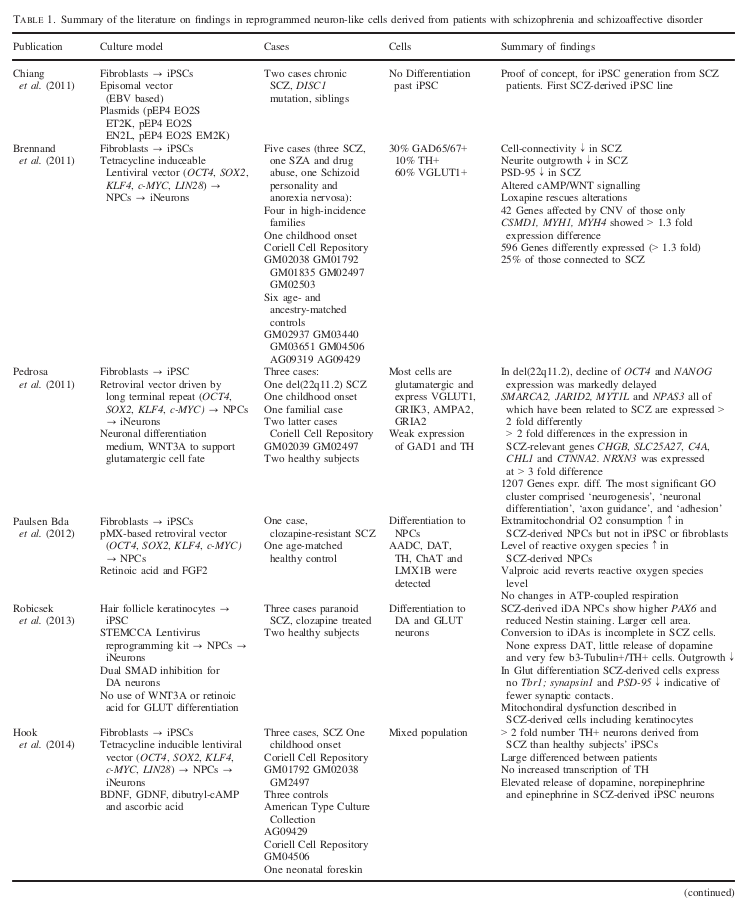 TABLE 1. Summary of the literature on findings in reprogrammed neuron-like cells derived from patients with schizophrenia and schizoaffective disorder
Publication
Culture model
Cases
Cells
Summary of findings
Chiang
et al. (2011)
Fibroblasts → iPSCs
Episomal vector
(EBV based)
Plasmids (pEP4 EO2S
ET2K, pEP4 EO2S
EN2L, pEP4 EO2S EM2K)
Two cases chronic
SCZ, DISC1
mutation, siblings
No Differentiation
past iPSC
Proof of concept, for iPSC generation from SCZ
patients. First SCZ-derived iPSC line
Brennand
et al. (2011)
Fibroblasts → iPSCs
Tetracycline induceable
Lentiviral vector (OCT4, SOX2,
KLF4, c-MYC, LIN28) →
NPCs → iNeurons
Five cases (three SCZ,
one SZA and drug
abuse, one Schizoid
personality and
anorexia nervosa):
Four in high-incidence
families
One childhood onset
Coriell Cell Repository
GM02038 GM01792
GM01835 GM02497
GM02503
Six age- and
ancestry-matched
controls
GM02937 GM03440
GM03651 GM04506
AG09319 AG09429
30% GAD65/67+
10% TH+
60% VGLUT1+
Cell-connectivity ↓ in SCZ
Neurite outgrowth ↓ in SCZ
PSD-95 ↓ in SCZ
Altered cAMP/WNT signalling
Loxapine rescues alterations
42 Genes affected by CNV of those only
CSMD1, MYH1, MYH4 showed > 1.3 fold
expression difference
596 Genes differently expressed (> 1.3 fold)
25% of those connected to SCZ
Pedrosa
et al. (2011)
Fibroblasts → iPSC
Retroviral vector driven by
long terminal repeat (OCT4,
SOX2, KLF4, c-MYC) → NPCs
→ iNeurons
Neuronal differentiation
medium, WNT3A to support
glutamatergic cell fate
Three cases:
One del(22q11.2) SCZ
One childhood onset
One familial case
Two latter cases
Coriell Cell Repository
GM02039 GM02497
Two healthy subjects
Most cells are
glutamatergic and
express VGLUT1,
GRIK3, AMPA2,
GRIA2
Weak expression
of GAD1 and TH
In del(22q11.2), decline of OCT4 and NANOG
expression was markedly delayed
SMARCA2, JARID2, MYT1L and NPAS3 all of
which have been related to SCZ are expressed >
2 fold differently
> 2 fold differences in the expression in
SCZ-relevant genes CHGB, SLC25A27, C4A,
CHL1 and CTNNA2. NRXN3 was expressed
at > 3 fold difference
1207 Genes expr. diff. The most significant GO
cluster comprised 'neurogenesis', 'neuronal
differentiation', 'axon guidance', and 'adhesion'
Paulsen Bda
et al. (2012)
Fibroblasts → iPSCs
pMX-based retroviral vector
(OCT4, SOX2, KLF4, c-MYC)
→ NPCs
Retinoic acid and FGF2
One case,
clozapine-resistant SCZ
One age-matched
healthy control
Differentiation to
NPCs
AADC, DAT,
TH, ChAT and
LMX1B were
detected
Extramitochondrial O2 consumption ↑ in
SCZ-derived NPCs but not in iPSC or fibroblasts
Level of reactive oxygen species ↑ in
SCZ-derived NPCs
Valproic acid reverts reactive oxygen species
level
No changes in ATP-coupled respiration
Robicsek
et al. (2013)
Hair follicle keratinocytes →
iPSC
STEMCCA Lentivirus
reprogramming kit → NPCs →
iNeurons
Dual SMAD inhibition for
DA neurons
No use of WNT3A or retinoic
acid for GLUT differentiation
Three cases paranoid
SCZ, clozapine treated
Two healthy subjects
Differentiation to
DA and GLUT
neurons
SCZ-derived iDA NPCs show higher PAX6 and
reduced Nestin staining. Larger cell area.
Conversion to iDAs is incomplete in SCZ cells.
None express DAT, little release of dopamine
and very few b3-Tubulin+/TH+ cells. Outgrowth ↓
In Glut differentiation SCZ-derived cells express
no Tbr1; synapsin1 and PSD-95 ↓ indicative of
fewer synaptic contacts.
Mitochondrial dysfunction described in
SCZ-derived cells including keratinocytes
Hook
et al. (2014)
Fibroblasts → iPSCs
Tetracycline inducible lentiviral
vector (OCT4, SOX2, KLF4,
c-MYC, LIN28) → NPCs →
iNeurons
BDNF, GDNF, dibutryl-cAMP
and ascorbic acid
Three cases, SCZ One
childhood onset
Coriell Cell Repository
GM01792 GM02038
GM2497
Three controls
American Type Culture
Collection
AG09429
Coriell Cell Repository
GM04506
One neonatal foreskin
Mixed population
> 2 fold number TH+ neurons derived from
SCZ than healthy subjects' iPSCs
Large differenced between patients
No increased transcription of TH
Elevated release of dopamine, norepinephrine
and epinephrine in SCZ-derived iPSC neurons
(continued)